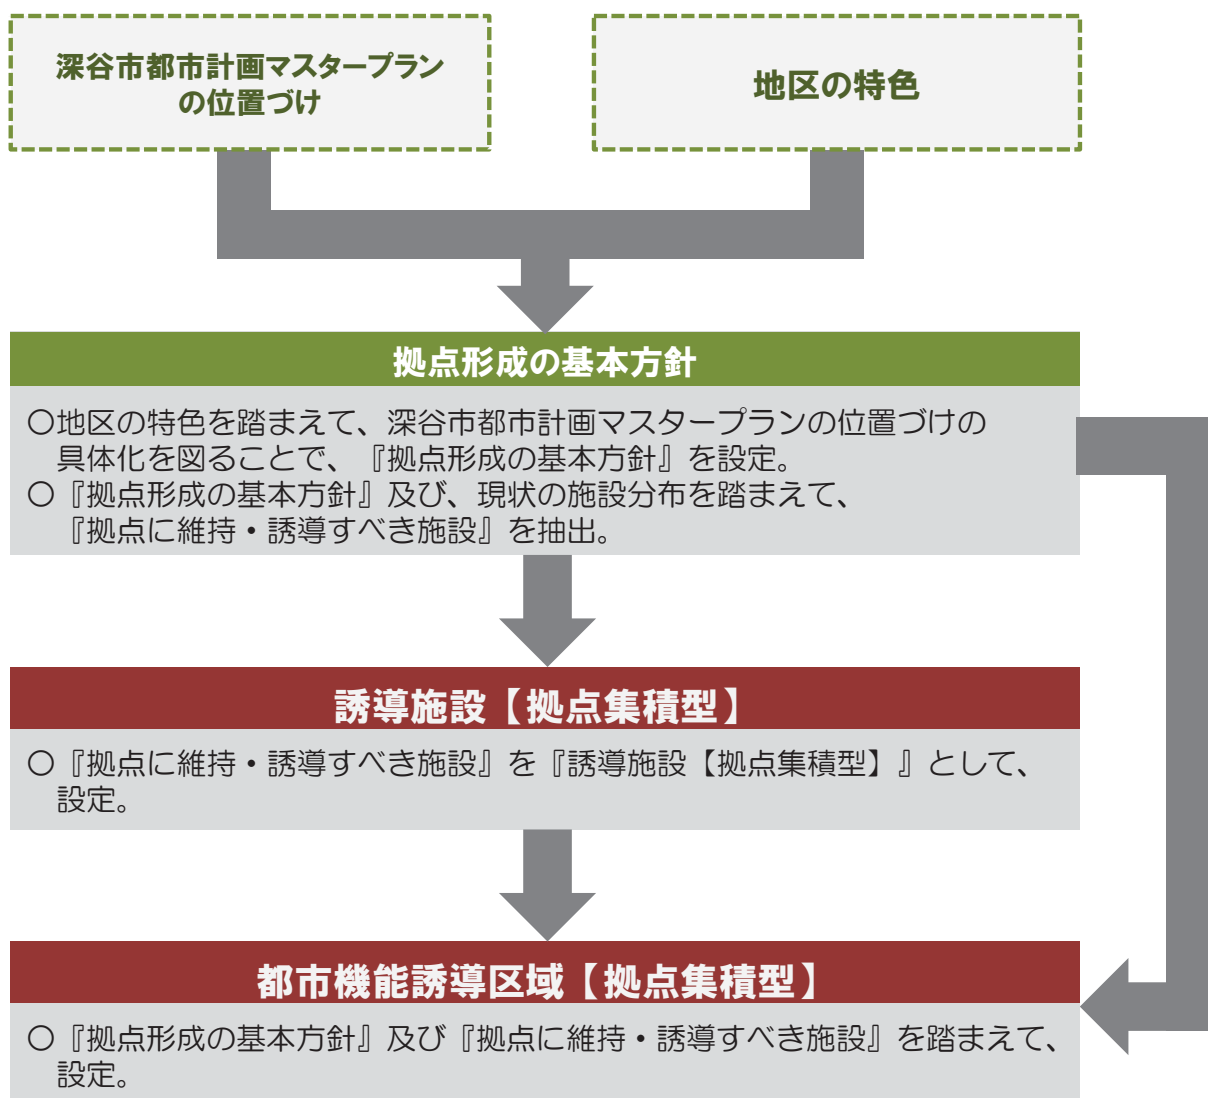 深谷市都市計画マスタープラン
の位置づけ
地区の特色
拠点形成の基本方針
〇地区の特色を踏まえて、深谷市都市計画マスタープランの位置づけの
具体化を図ることで、『拠点形成の基本方針』を設定。
〇『拠点形成の基本方針』及び、現状の施設分布を踏まえて、
『拠点に維持・誘導すべき施設』を抽出。
誘導施設【拠点集積型】
〇『拠点に維持・誘導すべき施設』を『誘導施設【拠点集積型】』として、
設定。
都市機能誘導区域【拠点集積型】
〇『拠点形成の基本方針』及び『拠点に維持・誘導すべき施設』を踏まえて、
設定。